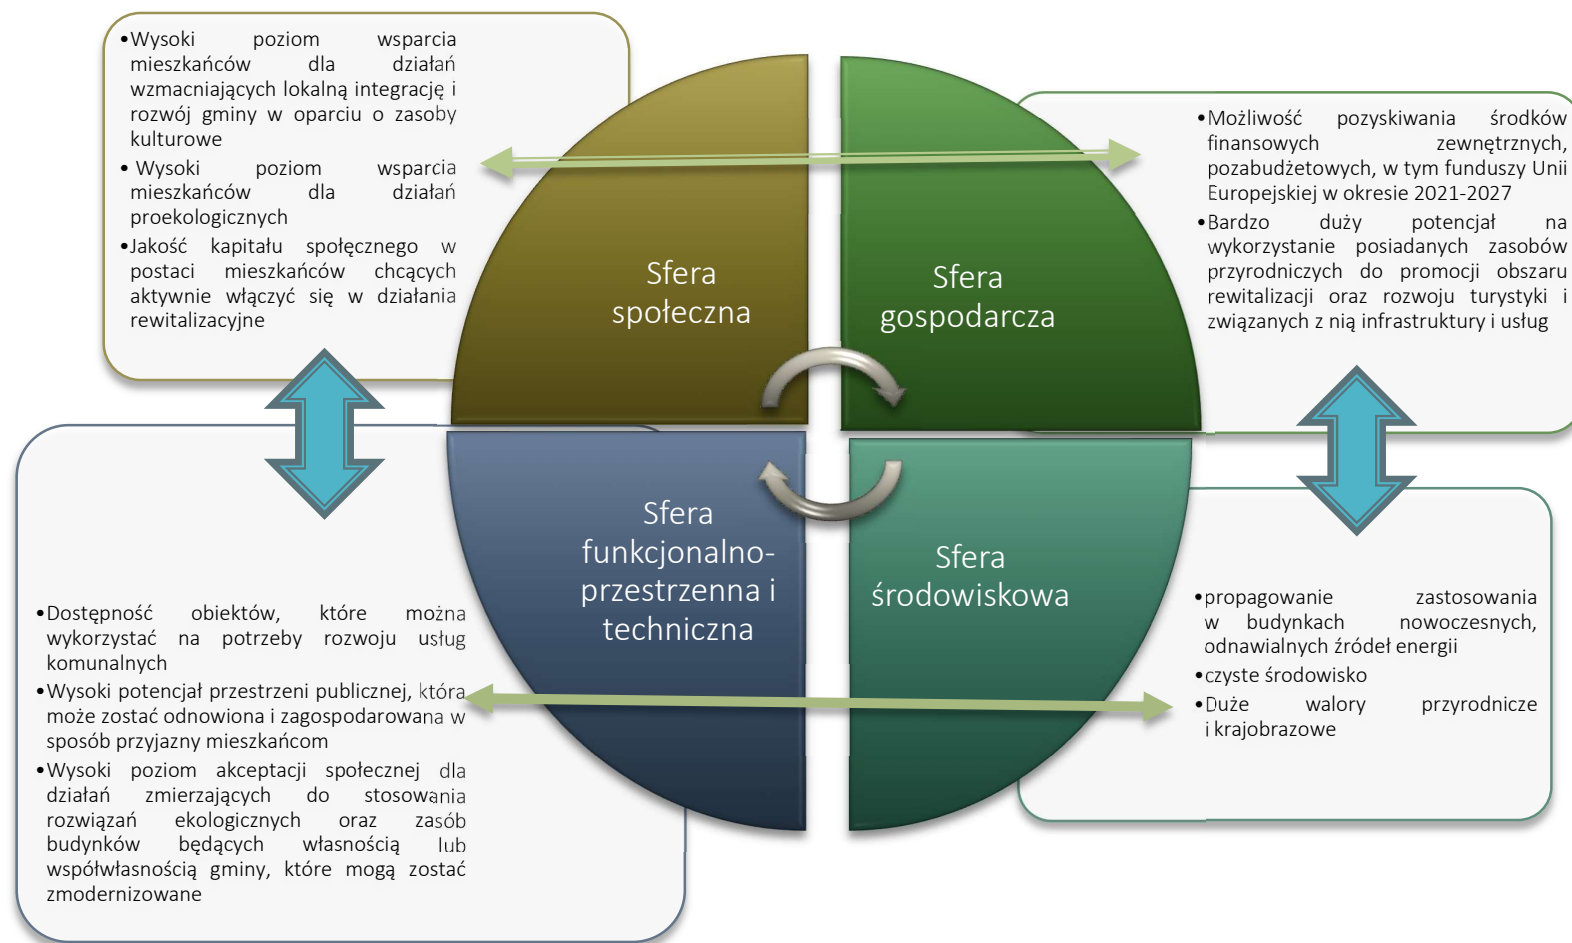 •Wysoki poziom wsparcia
mieszkańców dla działań
wzmacniających lokalną integrację i
rozwój gminy w oparciu o zasoby
kulturowe
• Wysoki poziom wsparcia
mieszkańców dla działań
proekologicznych
•Jakość kapitału społęcznego w
postaci mieszkańców chcących
aktywnie włączyć się w działania
rewitalizacyjne
Sfera
społeczna
Sfera
gospodarcza
•Możliwość pozyskiwania środków
finansowych zewnętrznych,
pozabudżetowych, w tym funduszy Unii
Europejskiej w okresie 2021-2027
•Bardzo duży potencjał na
wykorzystanie posiadanych zasobów
przyrodniczych do promocji obszaru
rewitalizacji oraz rozwoju turystyki i
związanych z nią infrastruktury i usług
•Dostępność obiektów, które można
wykorzystać na potrzeby rozwoju usług
komunalnych
•Wysoki potencjał przestrzeni publicznej, która
może zostać odnowiona i zagospodarowana w
sposób przyjazny mieszkańcom
•Wysoki poziom akceptacji społecznej dla
działań zmierzających do stosowania
rozwiązań ekologicznych oraz zasób
budynków będących własnością lub
współwłasnością gminy, które mogą zostać
zmodernizowane
Sfera
funkcjonalno-
przestrzenna i
techniczna
Sfera
środowiskowa
•propagowanie zastosowania
w budynkach nowoczesnych,
odnawialnych źródeł energii
•czyste środowisko
•Duże walory przyrodnicze
i krajobrazowe